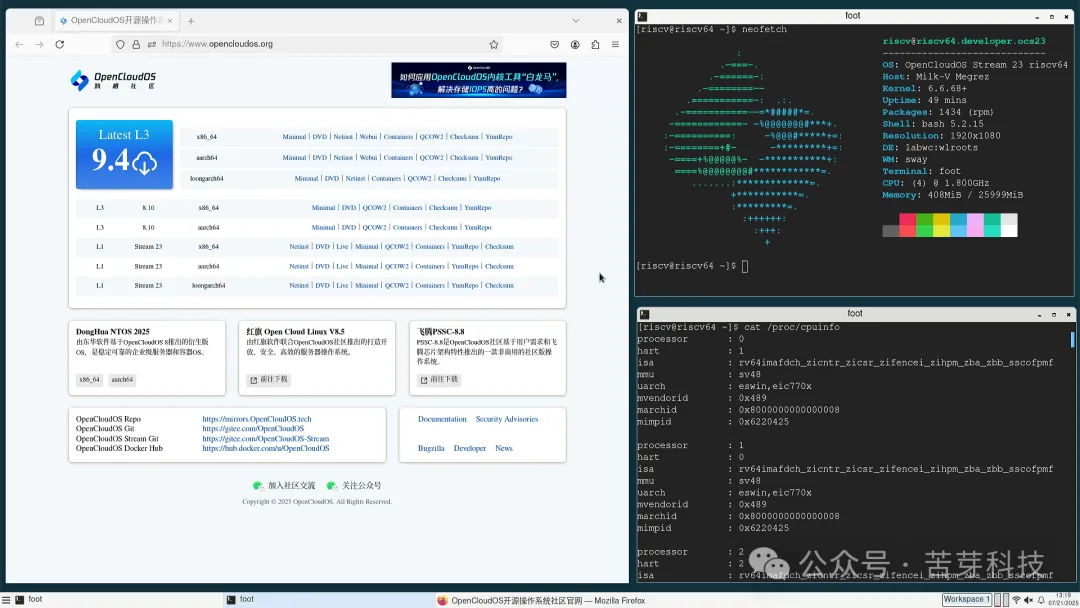 OpenCloudOS开源操作系
https://www.opencloudos.org
OpenCloudOS
鸥栖社区
如何应用OpenCloudOS内核工具“白龙马”,
解决存储IOPS高的问题?
Latest L3
9.4
x86_64 Minimal | DVD | Netinst | Webui | Containers | QCOW2 | Checksum | YumRepo
aarch64 Minimal | DVD | Netinst | Webui | Containers | QCOW2 | Checksum | YumRepo
loongarch64 Minimal | DVD | Netinst | Containers | QCOW2 | Checksum | YumRepo
L3 8.10 x86_64 Minimal | DVD | QCOW2 | Containers | Checksum | YumRepo
L3 8.10 aarch64 Minimal | DVD | QCOW2 | Containers | Checksum | YumRepo
L1 Stream 23 x86_64 Netinst | DVD | Live | Minimal | QCOW2 | Containers | YumRepo | Checksum
L1 Stream 23 aarch64 Netinst | DVD | Live | Minimal | QCOW2 | Containers | YumRepo | Checksum
L1 Stream 23 loongarch64 Netinst | DVD | Live | Minimal | QCOW2 | Containers | YumRepo | Checksum
DongHua NTOS 2025
由东华软件基于OpenCloudOS 8推出的衍生版
OS，是稳定可靠的企业级服务器和容器OS。
x86_64 aarch64
红旗 Open Cloud Linux V8.5
由红旗软件联合OpenCloudOS社区推出的打造开
放、安全、高效的服务器操作系统。
前往下载
飞腾PSSC-8.8
PSSC-8.8是OpenCloudOS社区基于用户需求和飞
腾芯片架构特性推出的一款非商用的社区版操
作系统。
前往下载
OpenCloudOS Repo https://mirrors.OpenCloudOS.tech
OpenCloudOS Git https://gitee.com/OpenCloudOS
OpenCloudOS Stream Git https://gitee.com/OpenCloudOS-Stream
OpenCloudOS Docker Hub https://hub.docker.com/u/OpenCloudOS
Documentation Security Advisories
Bugzilla Developer News
加入社区交流 关注公众号
Copyright © 2025 OpenCloudOS. All Rights Reserved.
foot
[riscv@riscv64 ~]$ neofetch
riscv@riscv64.developer.ocs23
-----------------------------
OS: OpenCloudOS Stream 23 riscv64
Host: Milk-V Megrez
Kernel: 6.6.68+
Uptime: 49 mins
Packages: 1434 (rpm)
Shell: bash 5.2.15
Resolution: 1920x1080
DE: labwc:wlroots
WM: sway
Terminal: foot
CPU: (4) @ 1.800GHz
Memory: 408MiB / 25999MiB
[riscv@riscv64 ~]$
foot
[riscv@riscv64 ~]$ cat /proc/cpuinfo
processor : 0
hart : 1
isa : rv64imafdch_zicntr_zicsr_zifencei_zihpm_zba_zbb_sscofpmf
mmu : sv48
uarch : eswin,eic770x
mvendorid : 0x489
marchid : 0x8000000000000008
mimpid : 0x6220425
processor : 1
hart : 0
isa : rv64imafdch_zicntr_zicsr_zifencei_zihpm_zba_zbb_sscofpmf
mmu : sv48
uarch : eswin,eic770x
mvendorid : 0x489
marchid : 0x8000000000000008
mimpid : 0x6220425
processor : 2
hart : 2
isa : rv64imafdch_zicntr_zicsr_zifencei_zihpm_zba_zbb_sscofpmf
公众号 · 苦芽科技
foot
foot
OpenCloudOS开源操作系统社区官网 — Mozilla Firefox
Workspace 1
13:19
07/21/2025